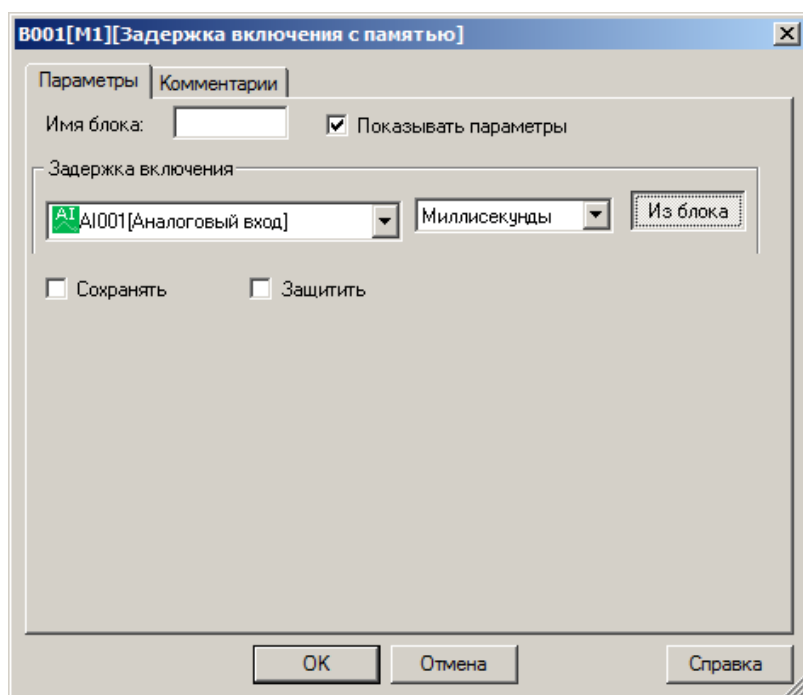 B001[M1][Задержка включения с памятью]
Параметры Комментарии
Имя блока: Показывать параметры
Задержка включения
AI AI001[Аналоговый вход] Миллисекунды Из блока
Сохранять Защитить
OK Отмена Справка